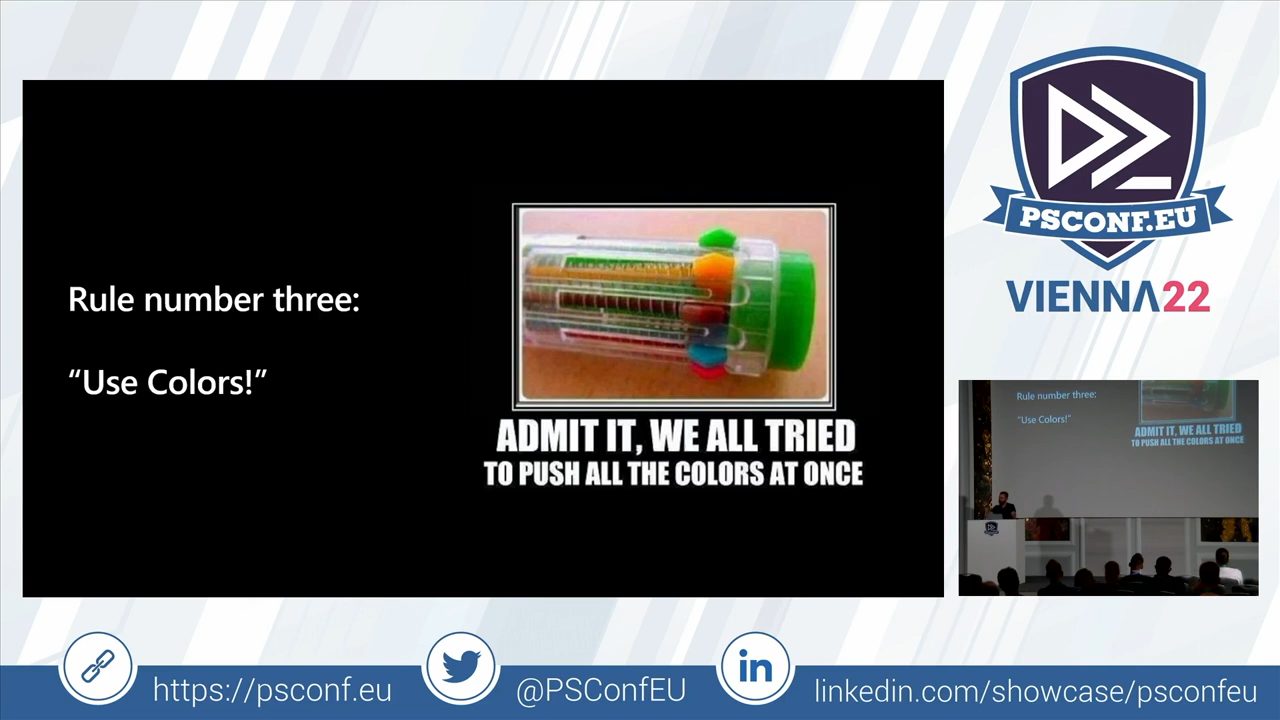 Rule number three:
“Use Colors!”
ADMIT IT, WE ALL TRIED
TO PUSH ALL THE COLORS AT ONCE
PSCONF.EU
VIENNΛ22
Rule number three:
“Use Colors!”
ADMIT IT, WE ALL TRIED
TO PUSH ALL THE COLORS AT ONCE
https://psconf.eu
@PSConfEU
in
linkedin.com/showcase/psconfeu